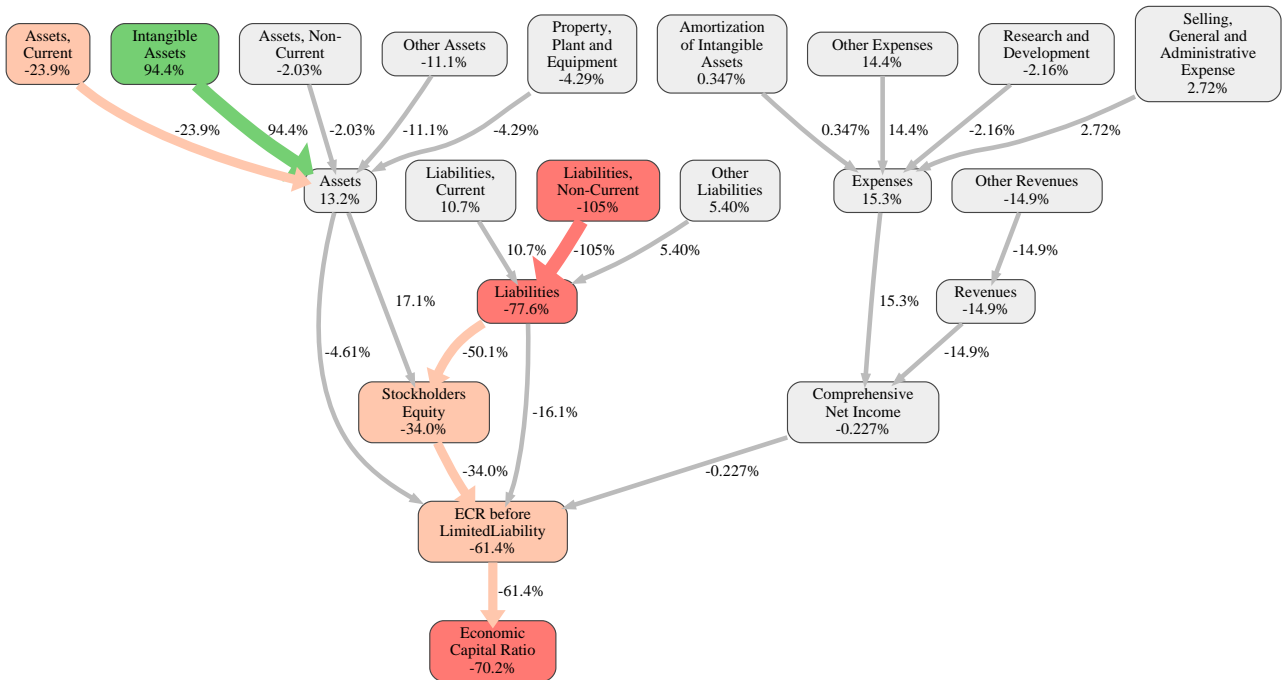 Assets,
Current
-23.9%
Intangible
Assets
94.4%
Assets, Non-
Current
-2.03%
Other Assets
-11.1%
Property,
Plant and
Equipment
-4.29%
Amortization
of Intangible
Assets
0.347%
Other Expenses
14.4%
Research and
Development
-2.16%
Selling,
General and
Administrative
Expense
2.72%
-23.9%
94.4%
-2.03%
-11.1%
-4.29%
0.347%
14.4%
-2.16%
2.72%
Assets
13.2%
Liabilities,
Current
10.7%
Liabilities,
Non-Current
-105%
Other
Liabilities
5.40%
Expenses
15.3%
Other Revenues
-14.9%
10.7%
-105%
5.40%
-14.9%
Liabilities
-77.6%
17.1%
15.3%
Revenues
-14.9%
-4.61%
-50.1%
-14.9%
Stockholders
Equity
-34.0%
-16.1%
Comprehensive
Net Income
-0.227%
-34.0%
-0.227%
ECR before
LimitedLiability
-61.4%
-61.4%
Economic
Capital Ratio
-70.2%